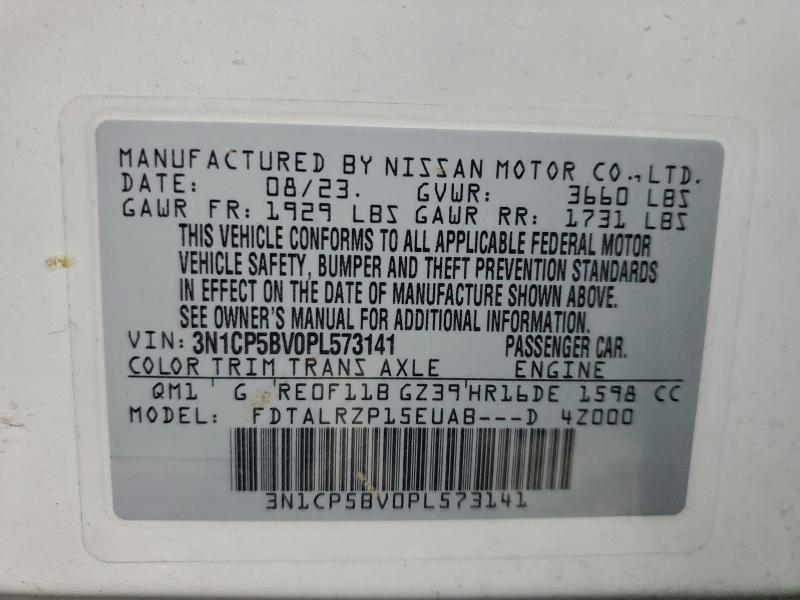 MANUFACTURED BY NISSAN MOTOR CO., LTD.
DATE: 08/23. GVWR: 3660 LBS
GAWR FR: 1929 LBS GAWR RR: 1731 LBS
THIS VEHICLE CONFORMS TO ALL APPLICABLE FEDERAL MOTOR
VEHICLE SAFETY, BUMPER AND THEFT PREVENTION STANDARDS
IN EFFECT ON THE DATE OF MANUFACTURE SHOWN ABOVE.
SEE OWNER'S MANUAL FOR ADDITIONAL INFORMATION.
VIN: 3N1CP5BV0PL573141 PASSENGER CAR.
COLOR TRIM TRANS AXLE ENGINE
QM1 ' G ' RE0F11B GZ39 ' HR16DE 1598 CC
MODEL: FDTALRZP15EUAB---D 4Z000
3N1CP5BV0PL573141